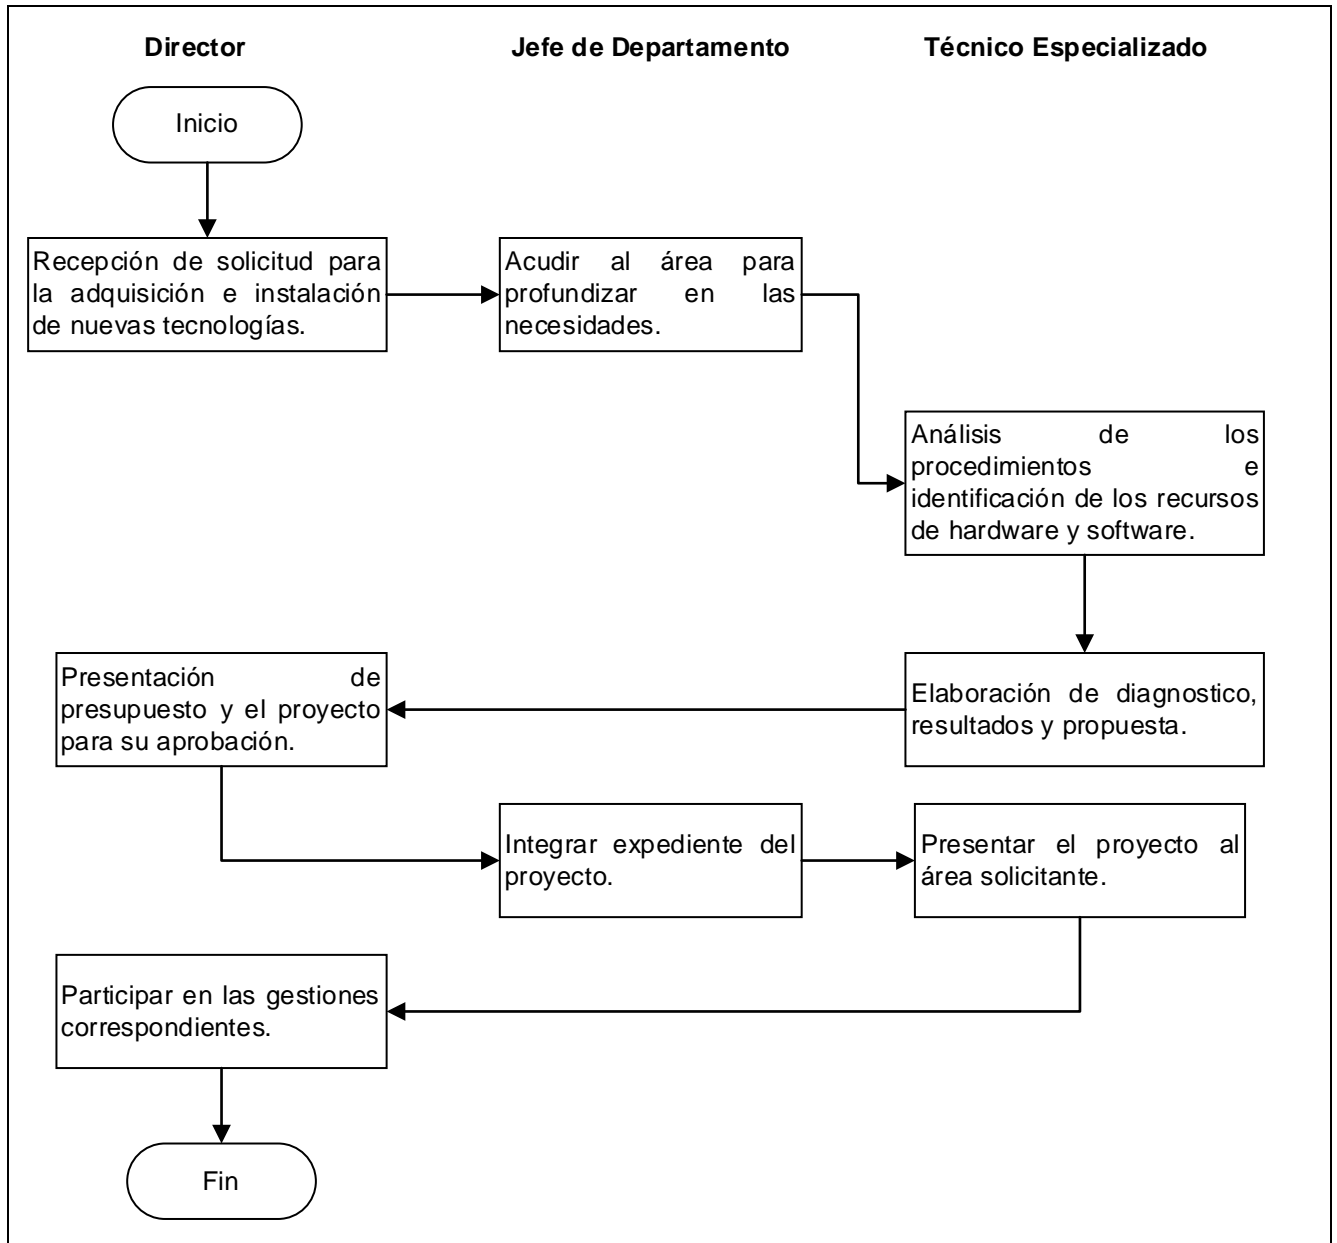 Director
Jefe de Departamento
Técnico Especializado
Inicio
Recepción de solicitud para
la adquisición e instalación
de nuevas tecnologías.
Acudir al área para
profundizar en las
necesidades.
Análisis de los
procedimientos e
identificación de los recursos
de hardware y software.
Elaboración de diagnostico,
resultados y propuesta.
Presentación de
presupuesto y el proyecto
para su aprobación.
Integrar expediente del
proyecto.
Presentar el proyecto al
área solicitante.
Participar en las gestiones
correspondientes.
Fin